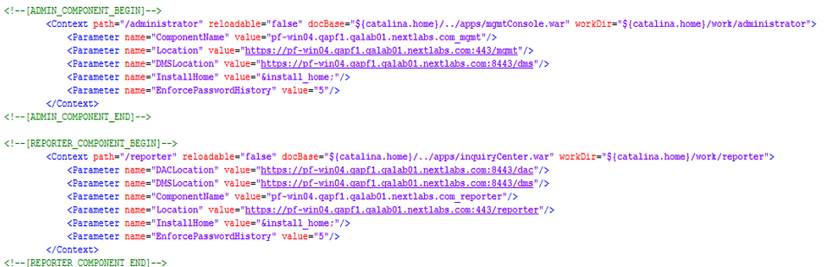 <!--[ADMIN_COMPONENT_BEGIN]-->
<Context path="/administrator" reloadable="false" docBase="${catalina.home}/../apps/mgmtConsole.war" workDir="${catalina.home}/work/administrator">
<Parameter name="ComponentName" value="pf-win04.qapf1.qalab01.nextlabs.com_mgmt"/>
<Parameter name="Location" value="https://pf-win04.qapf1.qalab01.nextlabs.com:443/mgmt"/>
<Parameter name="DMSLocation" value="https://pf-win04.qapf1.qalab01.nextlabs.com:8443/dms"/>
<Parameter name="InstallHome" value="&install_home;"/>
<Parameter name="EnforcePasswordHistory" value="5"/>
</Context>
<!--[ADMIN_COMPONENT_END]-->
<!--[REPORTER_COMPONENT_BEGIN]-->
<Context path="/reporter" reloadable="false" docBase="${catalina.home}/../apps/inquiryCenter.war" workDir="${catalina.home}/work/reporter">
<Parameter name="DACLocation" value="https://pf-win04.qapf1.qalab01.nextlabs.com:8443/dac"/>
<Parameter name="DMSLocation" value="https://pf-win04.qapf1.qalab01.nextlabs.com:8443/dms"/>
<Parameter name="ComponentName" value="pf-win04.qapf1.qalab01.nextlabs.com_reporter"/>
<Parameter name="Location" value="https://pf-win04.qapf1.qalab01.nextlabs.com:443/reporter"/>
<Parameter name="InstallHome" value="&install_home;"/>
<Parameter name="EnforcePasswordHistory" value="5"/>
</Context>
<!--[REPORTER_COMPONENT_END]-->